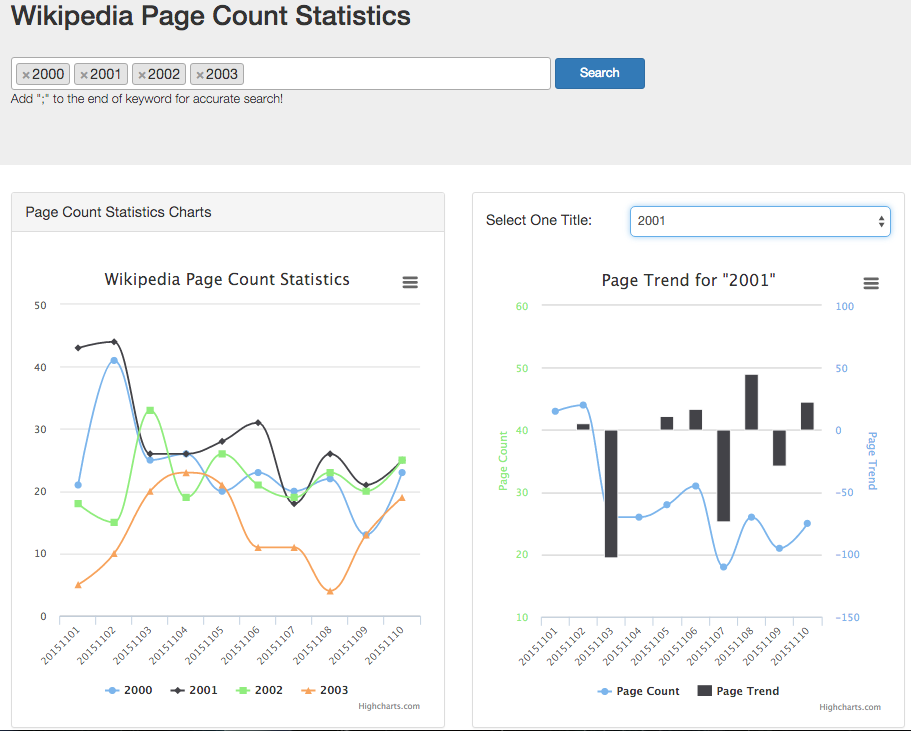 Wikipedia Page Count Statistics
×2000 ×2001 ×2002 ×2003
Search
Add ";" to the end of keyword for accurate search!
Page Count Statistics Charts
Wikipedia Page Count Statistics
50
40
30
20
10
0
20151101 20151102 20151103 20151104 20151105 20151106 20151107 20151108 20151109 20151110
2000 2001 2002 2003
Highcharts.com
Select One Title: 2001
Page Trend for "2001"
Page Count
60
50
40
30
20
10
100
50
0
−50
−100
−150
Page Trend
20151101 20151102 20151103 20151104 20151105 20151106 20151107 20151108 20151109 20151110
Page Count Page Trend
Highcharts.com